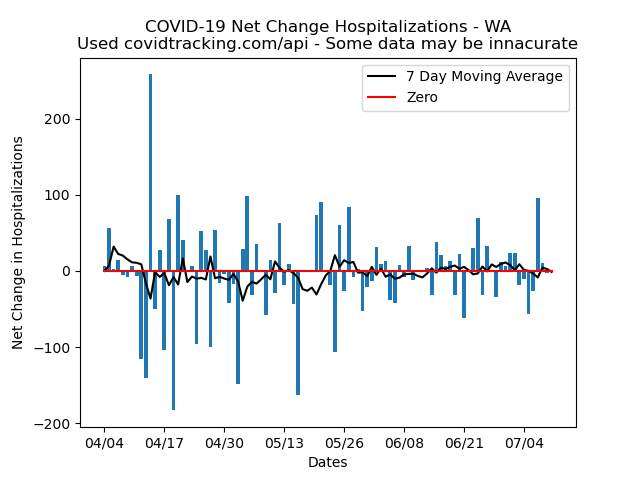 COVID-19 Net Change Hospitalizations - WA
Used covidtracking.com/api - Some data may be innacurate
7 Day Moving Average
Zero
Net Change in Hospitalizations
200
100
0
−100
−200
04/04 04/17 04/30 05/13 05/26 06/08 06/21 07/04
Dates